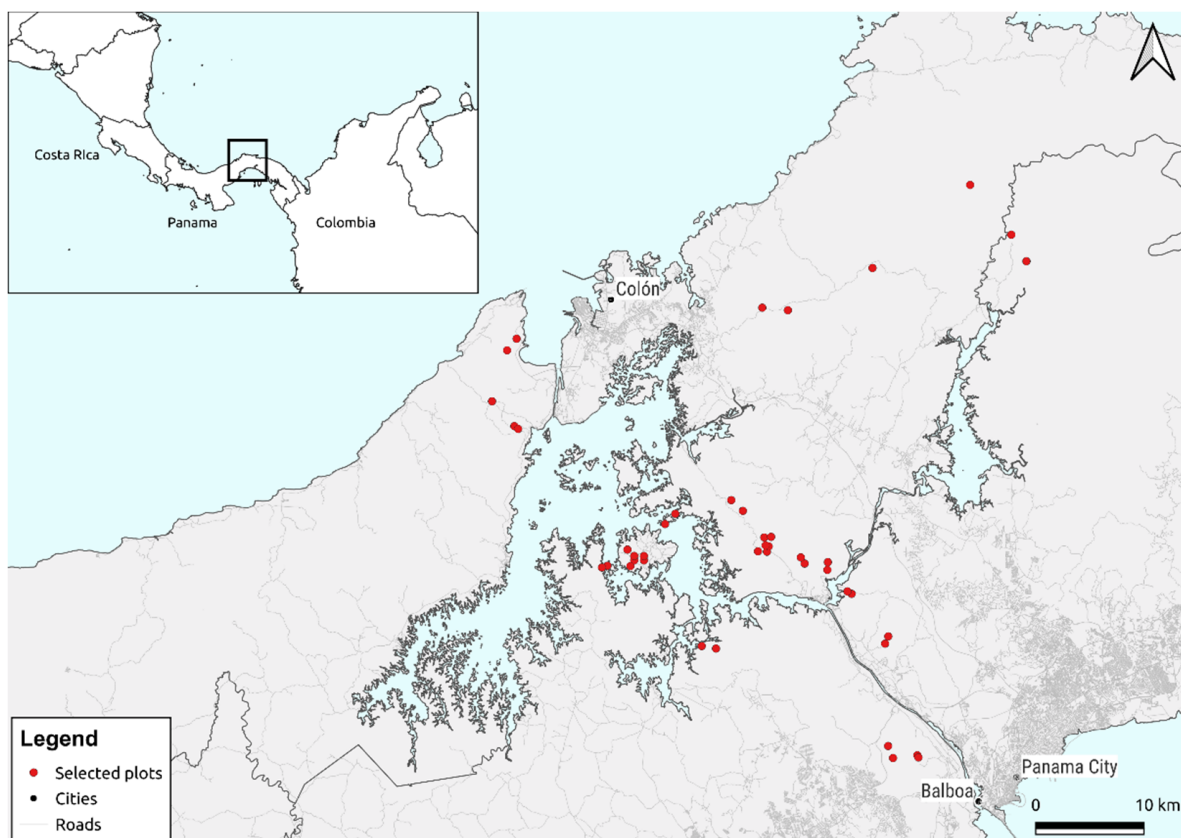 Costa RIca
Panama
Colombia
Colón
Legend
Selected plots
Cities
Roads
Panama City
Balboa
0 10 km